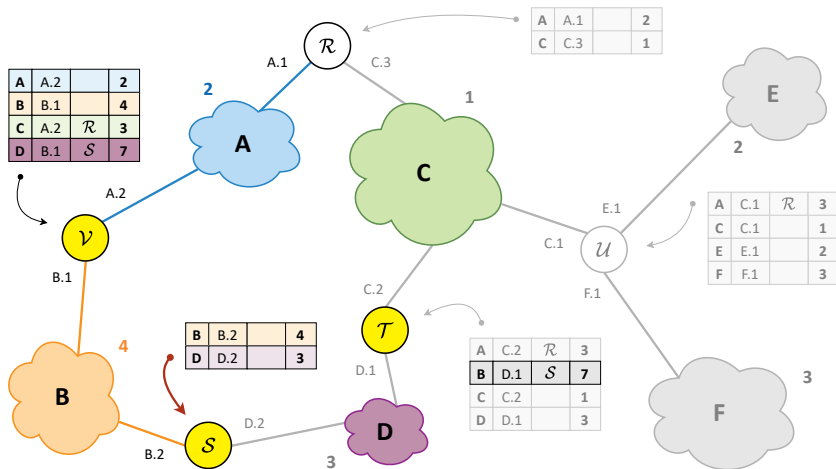 A A.1 2
C C.3 1
ℛ
A.1
C.3
A A.2 2
B B.1 4
C A.2 ℛ 3
D B.1 𝒮 7
2
A
1
C
E
2
A.2
𝒱
B.1
E.1
C.1
𝒰
F.1
A C.1 ℛ 3
C C.1 1
E E.1 2
F F.1 3
C.2
𝒯
D.1
B B.2 4
D D.2 3
A C.2 ℛ 3
B D.1 𝒮 7
C C.2 1
D D.1 3
4
B
B.2
𝒮
D.2
D
3
F
3